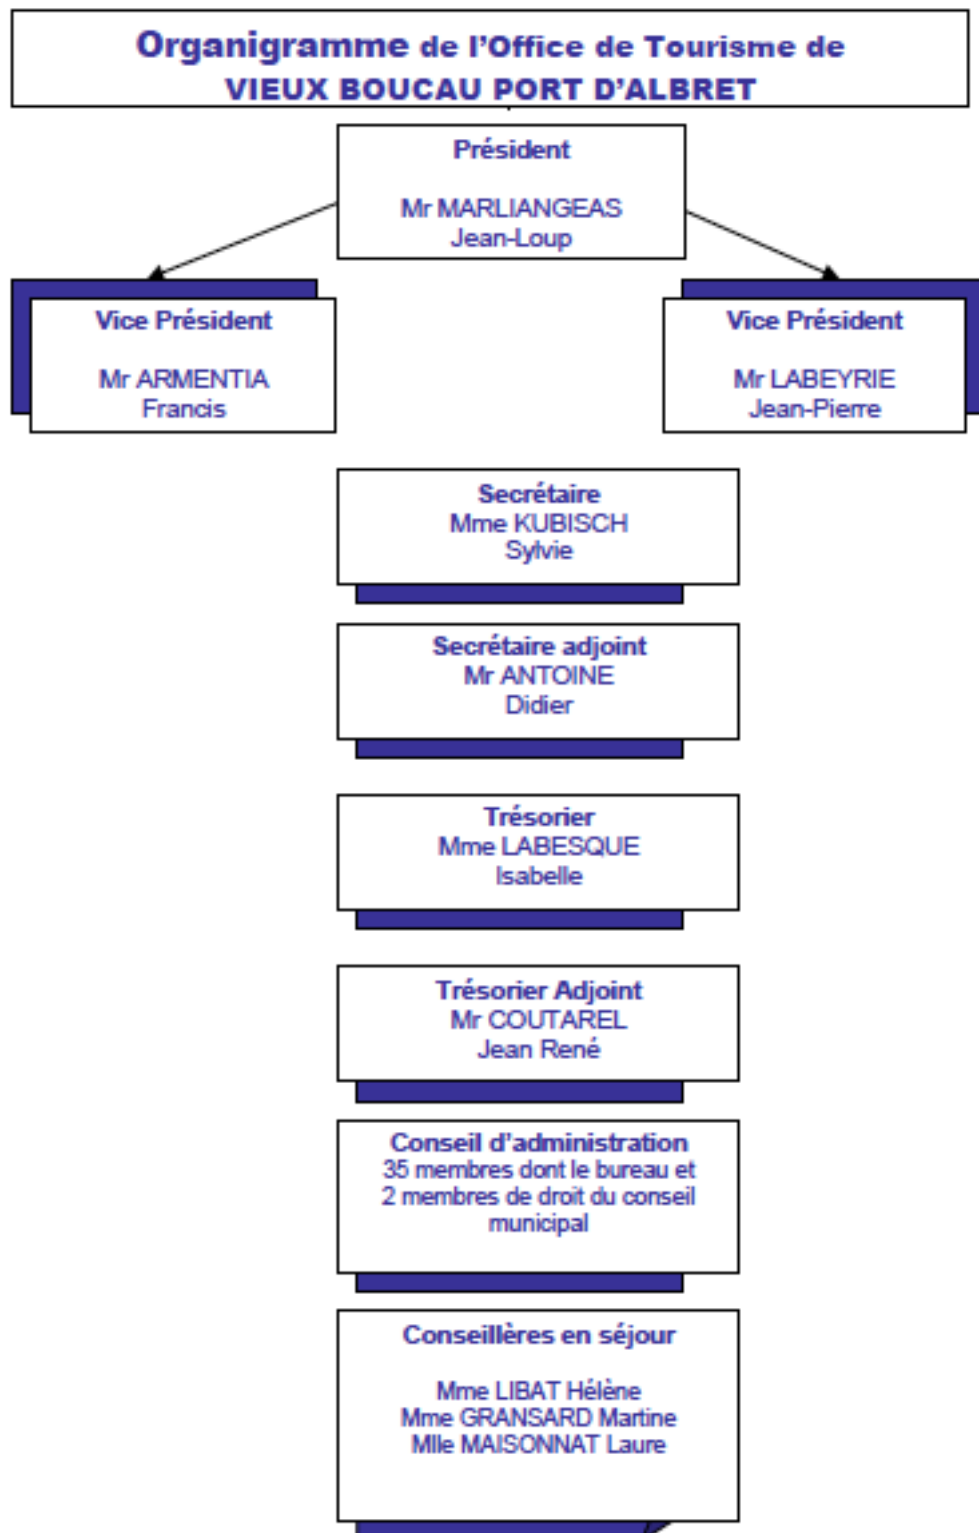 Organigramme de l'Office de Tourisme de
VIEUX BOUCAU PORT D'ALBRET
Président
Mr MARLIANGEAS
Jean-Loup
Vice Président
Mr ARMENTIA
Francis
Vice Président
Mr LABEYRIE
Jean-Pierre
Secrétaire
Mme KUBISCH
Sylvie
Secrétaire adjoint
Mr ANTOINE
Didier
Trésorier
Mme LABESQUE
Isabelle
Trésorier Adjoint
Mr COUTAREL
Jean René
Conseil d'administration
35 membres dont le bureau et
2 membres de droit du conseil
municipal
Conseillères en séjour
Mme LIBAT Hélène
Mme GRANSARD Martine
Mlle MAISONNAT Laure